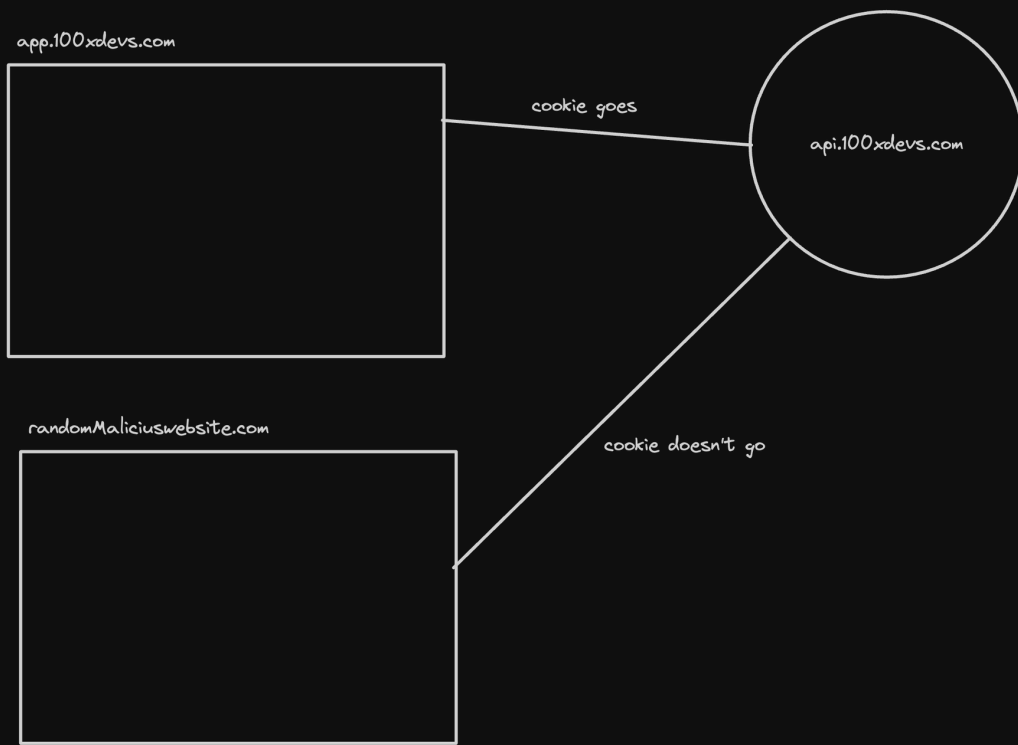 app.100xdevs.com
cookie goes
api.100xdevs.com
randomMaliciuswebsite.com
cookie doesn't go